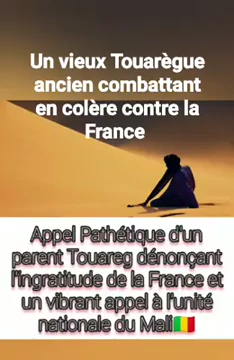 Un vieux Touarègue
ancien combattant
en colère contre la
France
Appel Pathétique d'un
parent Touareg dénonçant
l'ingratitude de la France et
un vibrant appel à l'unité
nationale du Mali🇲🇱